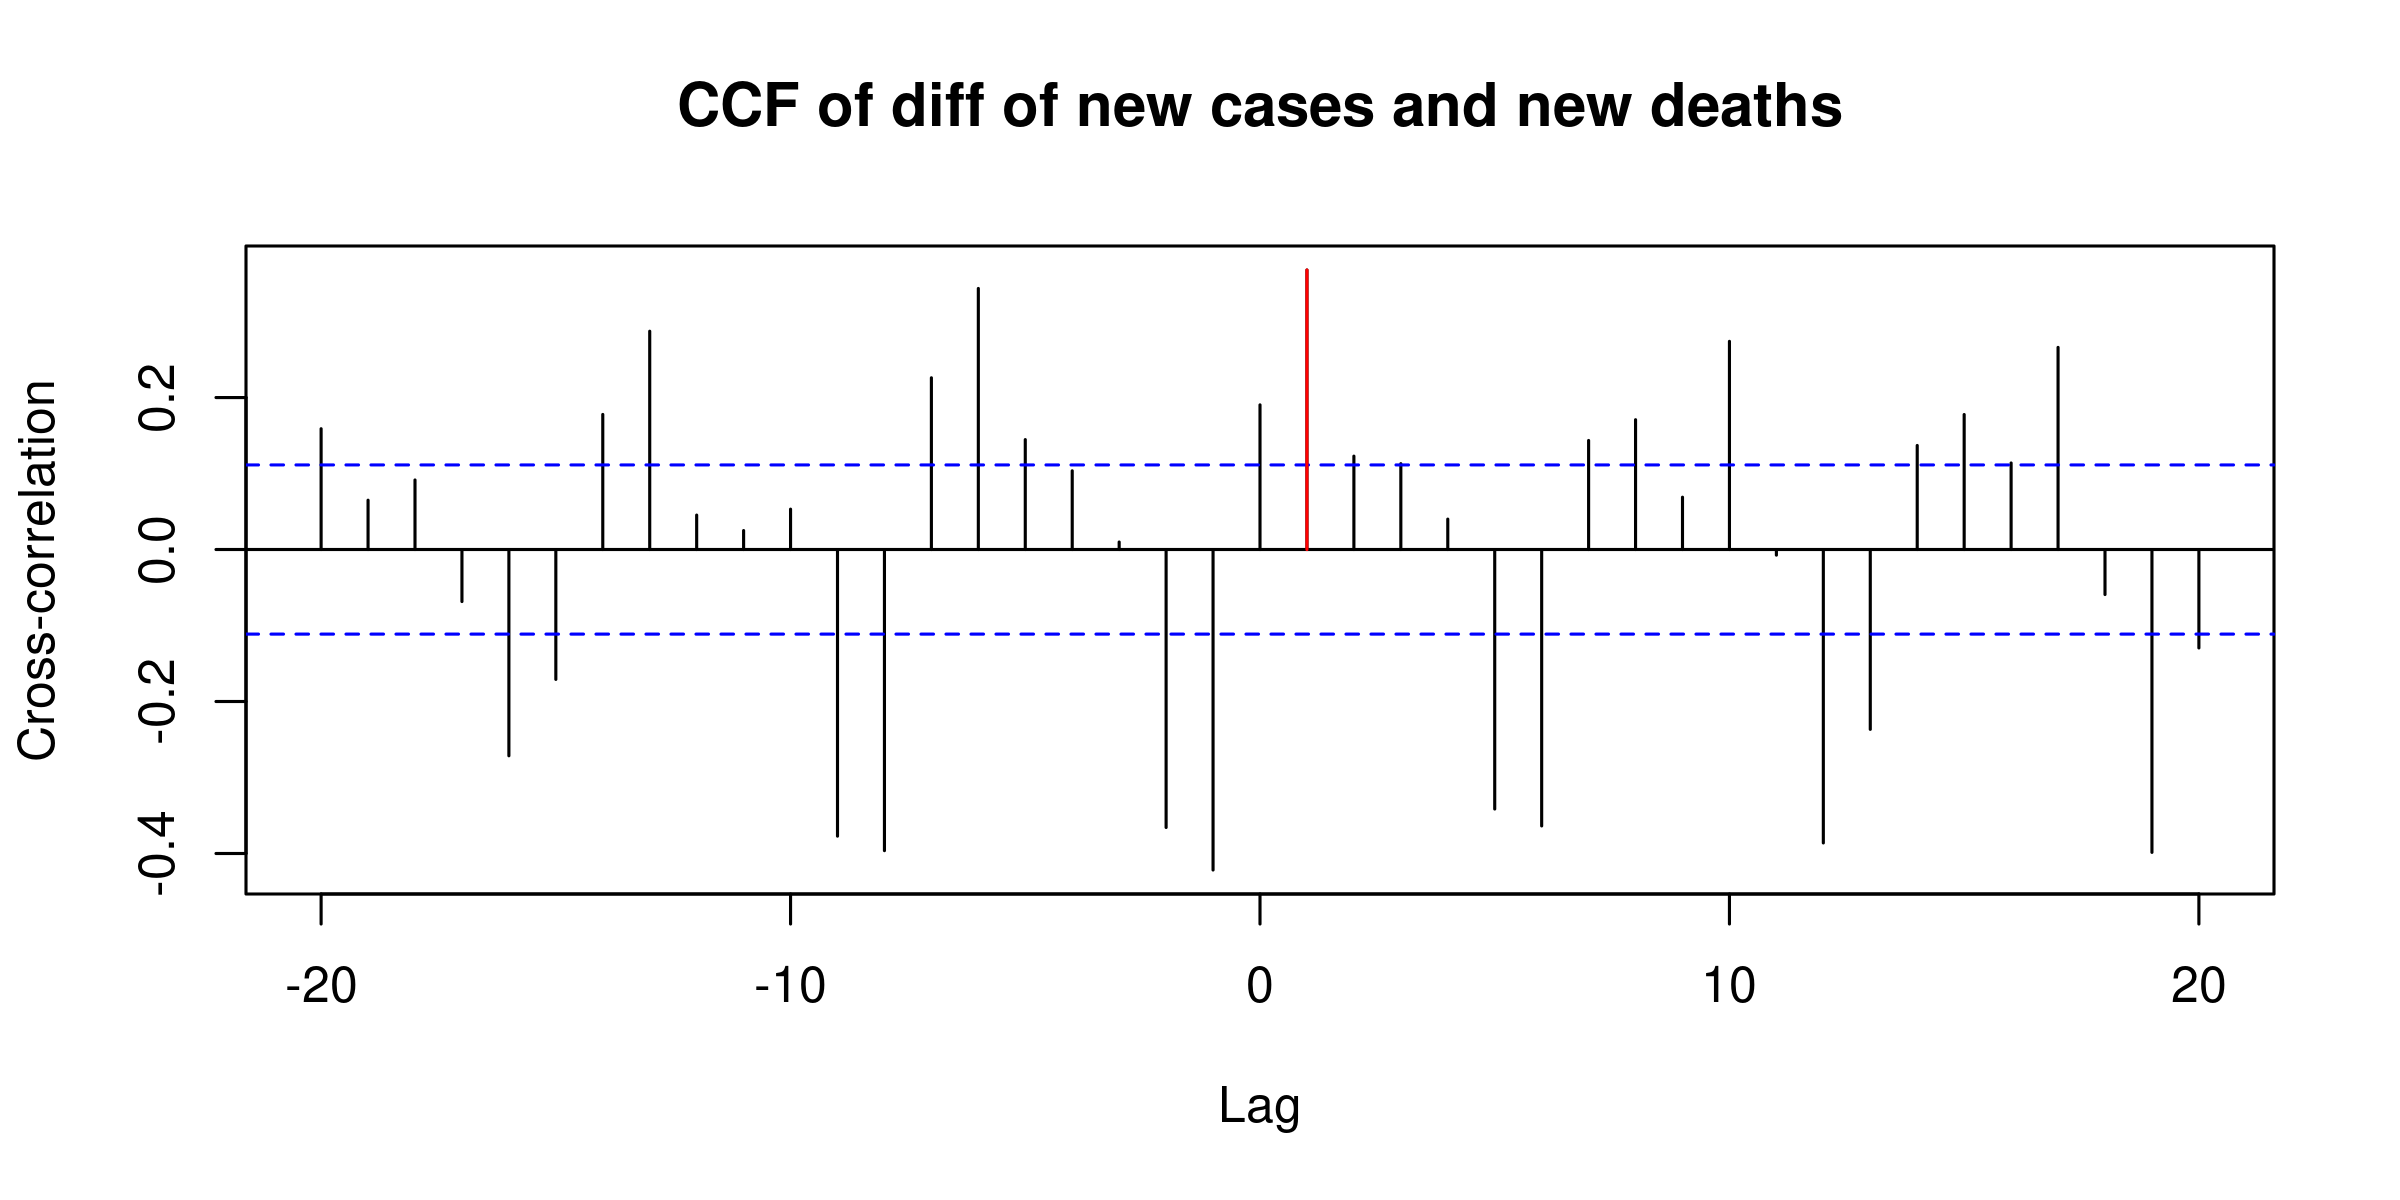 CCF of diff of new cases and new deaths
Cross-correlation
0.2
0.0
-0.2
-0.4
-20 -10 0 10 20
Lag